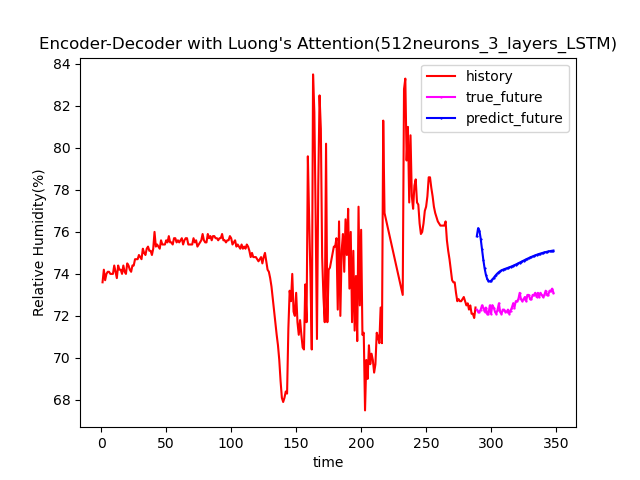 Encoder-Decoder with Luong's Attention(512neurons_3_layers_LSTM)
history
true_future
predict_future
Relative Humidity(%)
84
82
80
78
76
74
72
70
68
0 50 100 150 200 250 300 350
time